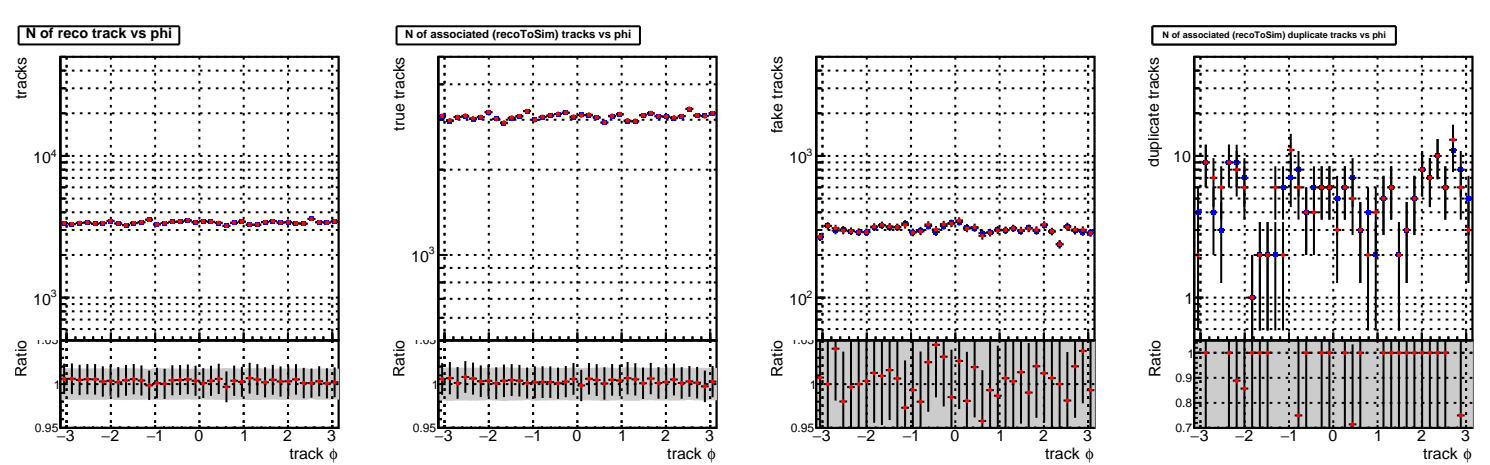 N of reco track vs phi
tracks
10⁴
10³
Ratio
1
0.95
−3 −2 −1 0 1 2 3
track ϕ
N of associated (recoToSim) tracks vs phi
true tracks
10³
Ratio
1
0.95
−3 −2 −1 0 1 2 3
track ϕ
fake tracks
10³
10²
Ratio
1
0.95
−3 −2 −1 0 1 2 3
track ϕ
N of associated (recoToSim) duplicate tracks vs phi
duplicate tracks
10
1
Ratio
1
0.9
0.8
0.7
−3 −2 −1 0 1 2 3
track ϕ